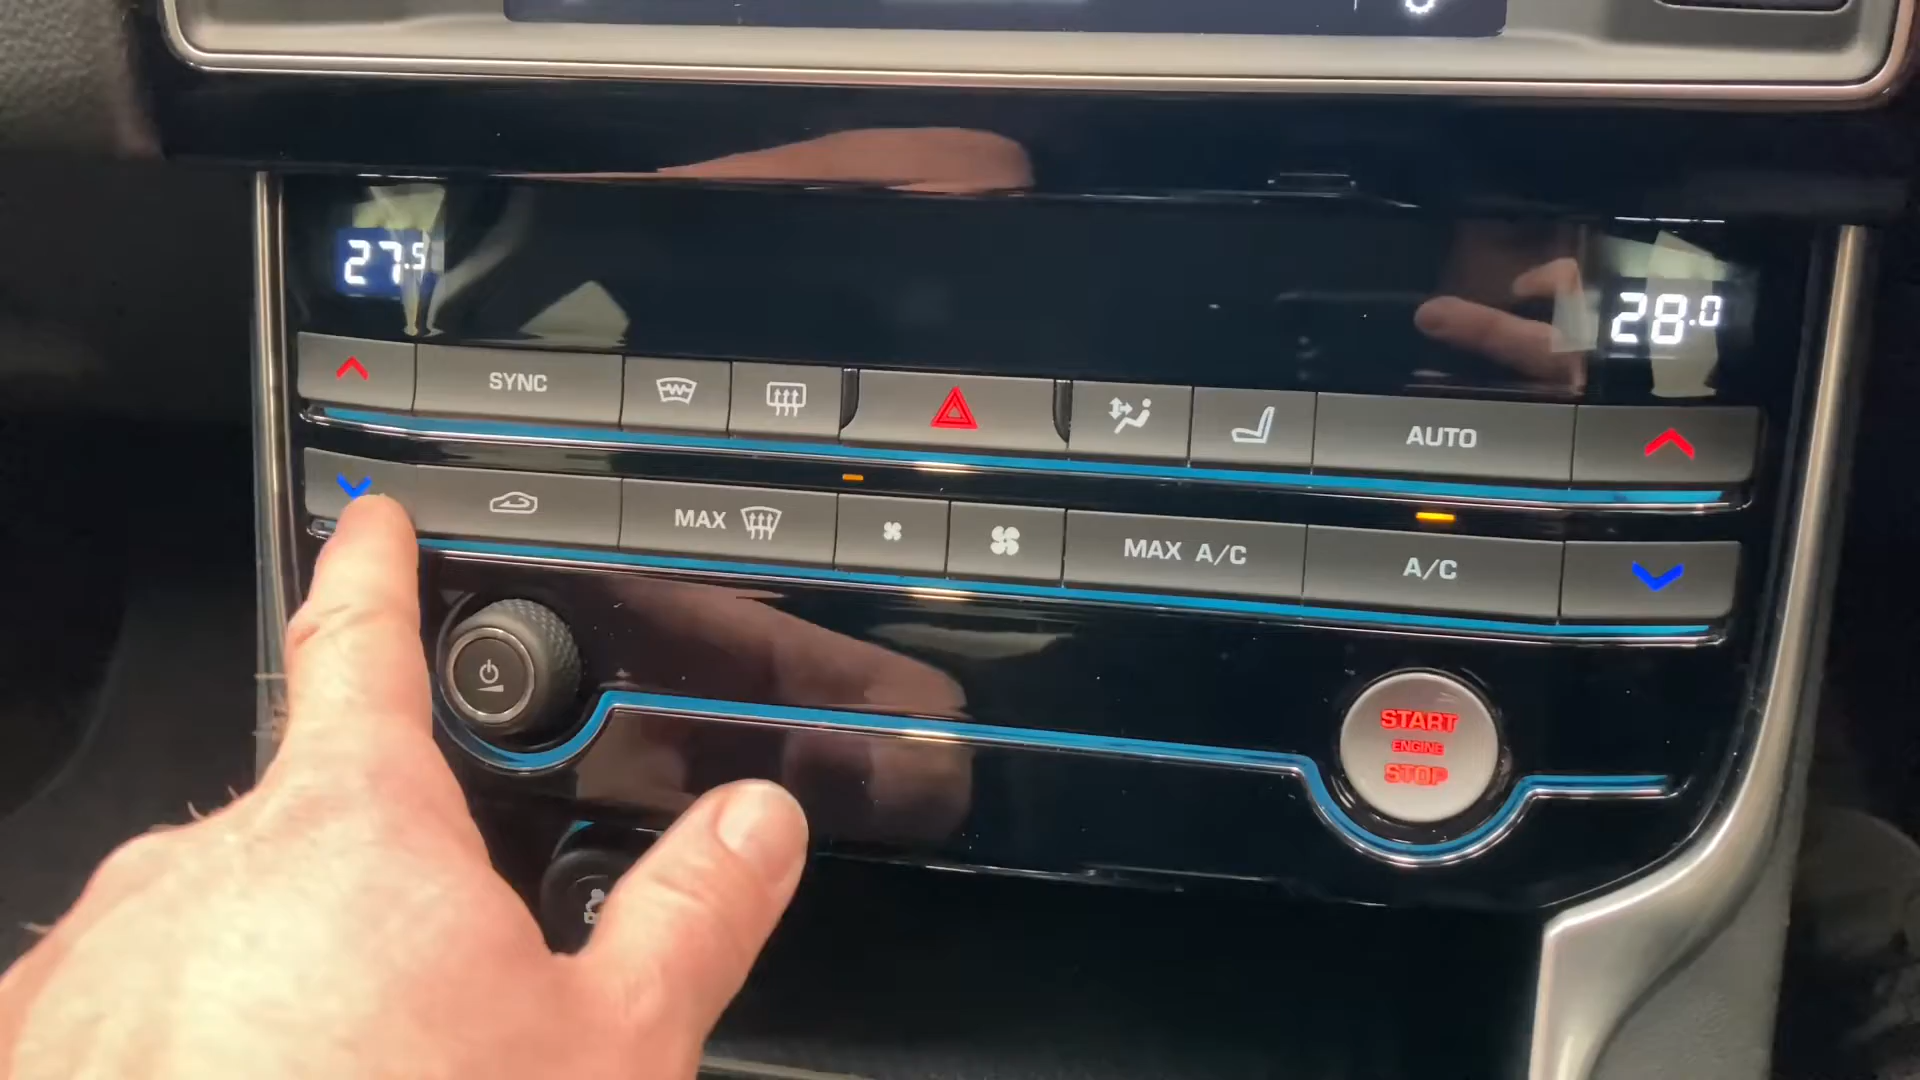 27.5
28.0
SYNC
AUTO
MAX
MAX A/C
A/C
START
ENGINE
STOP